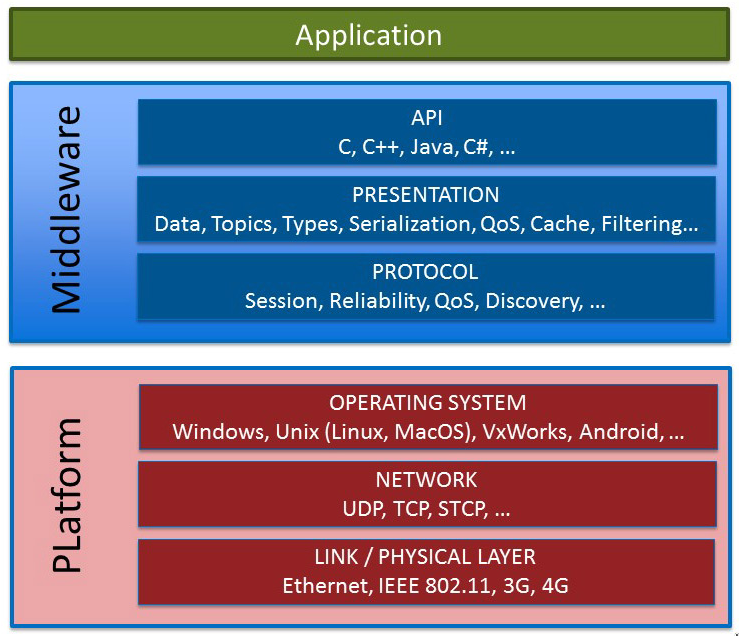 Application
Middleware
API
C, C++, Java, C#, ...
PRESENTATION
Data, Topics, Types, Serialization, QoS, Cache, Filtering...
PROTOCOL
Session, Reliability, QoS, Discovery, ...
PLatform
OPERATING SYSTEM
Windows, Unix (Linux, MacOS), VxWorks, Android, ...
NETWORK
UDP, TCP, STCP, ...
LINK / PHYSICAL LAYER
Ethernet, IEEE 802.11, 3G, 4G